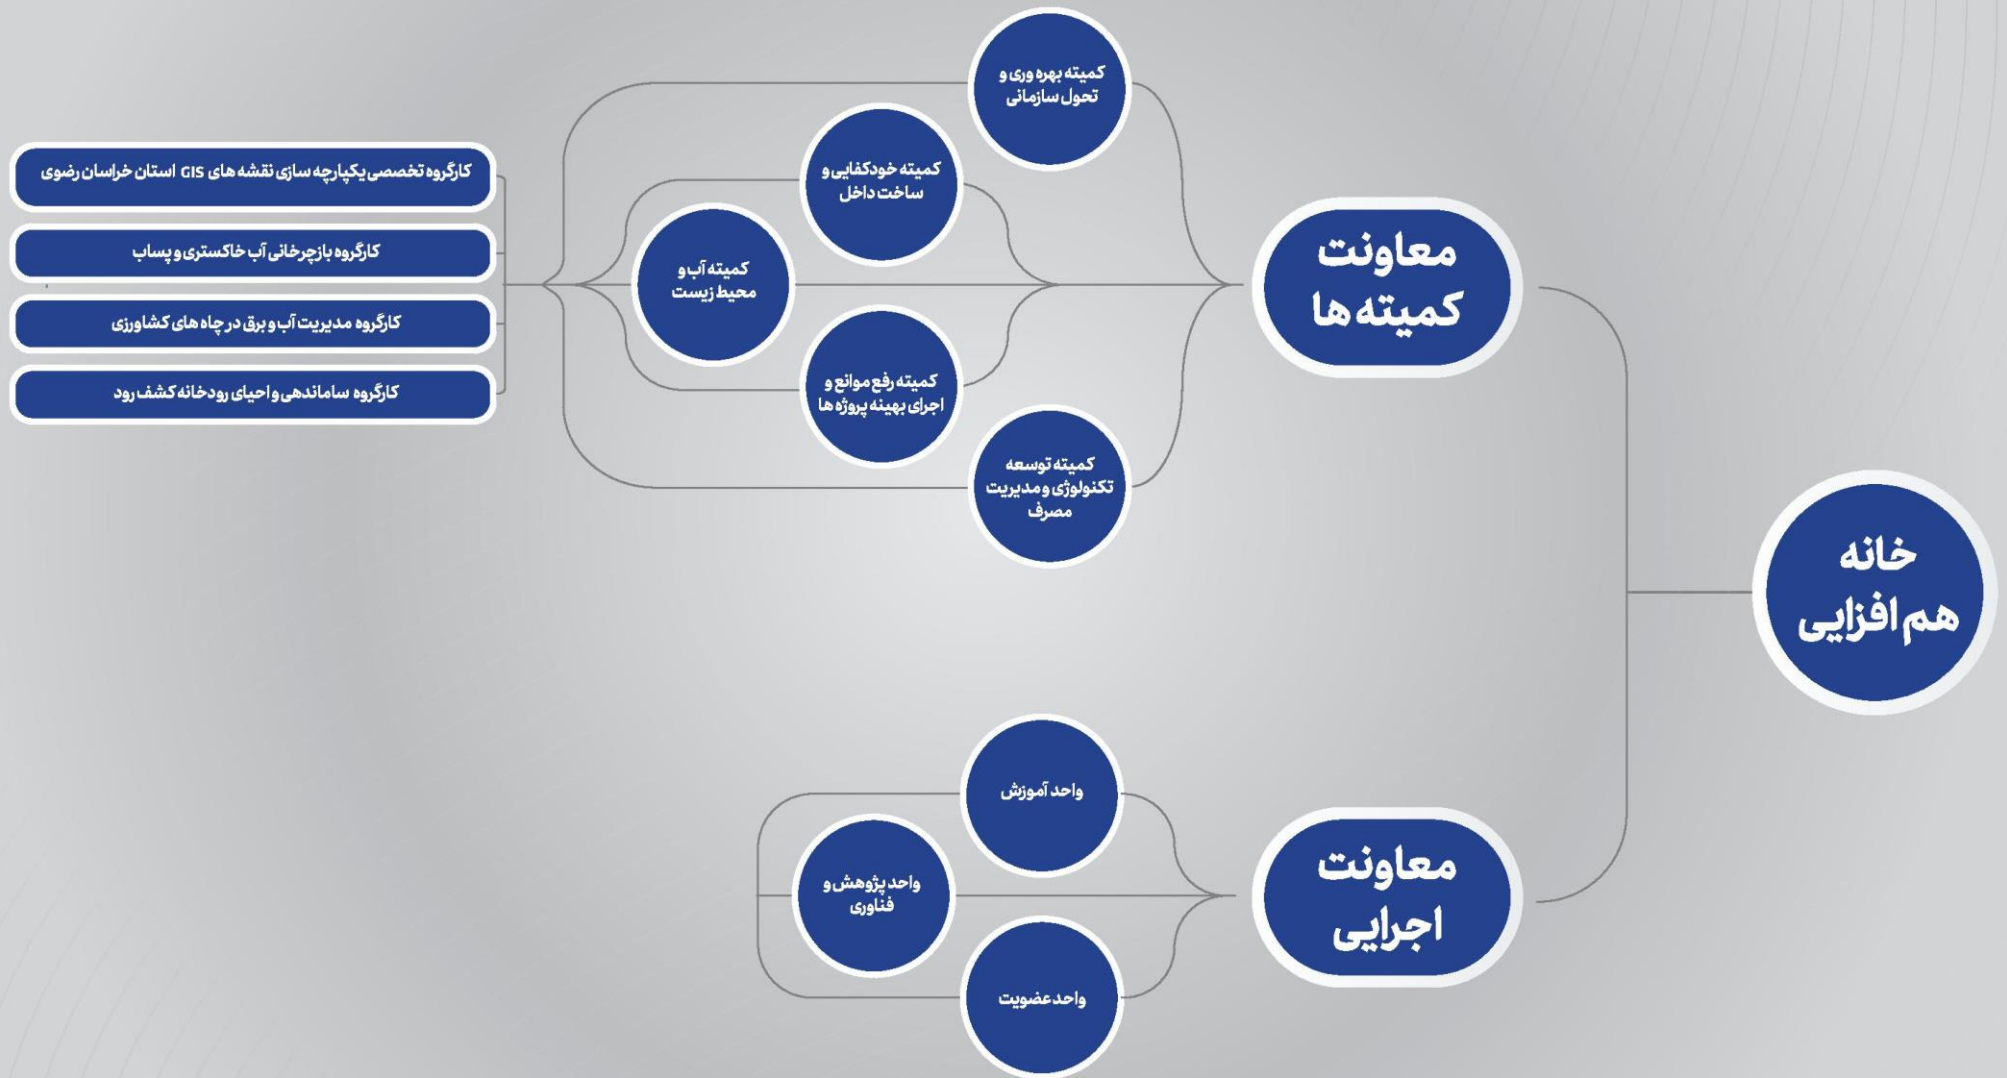 خانه
هم افزایی
معاونت
کمیته ها
کمیته بهره وری و
تحول سازمانی
کمیته خودکفایی و
ساخت داخل
کمیته آب و
محیط زیست
کمیته رفع موانع و
اجرای بهینه پروژه ها
کمیته توسعه
تکنولوژی و مدیریت
مصرف
کارگروه تخصصی یکپارچه سازی نقشه های GIS استان خراسان رضوی
کارگروه بازچرخانی آب خاکستری و پساب
کارگروه مدیریت آب و برق در چاه های کشاورزی
کارگروه ساماندهی و احیای رودخانه کشف رود
معاونت
اجرایی
واحد آموزش
واحد پژوهش و
فناوری
واحد عضویت